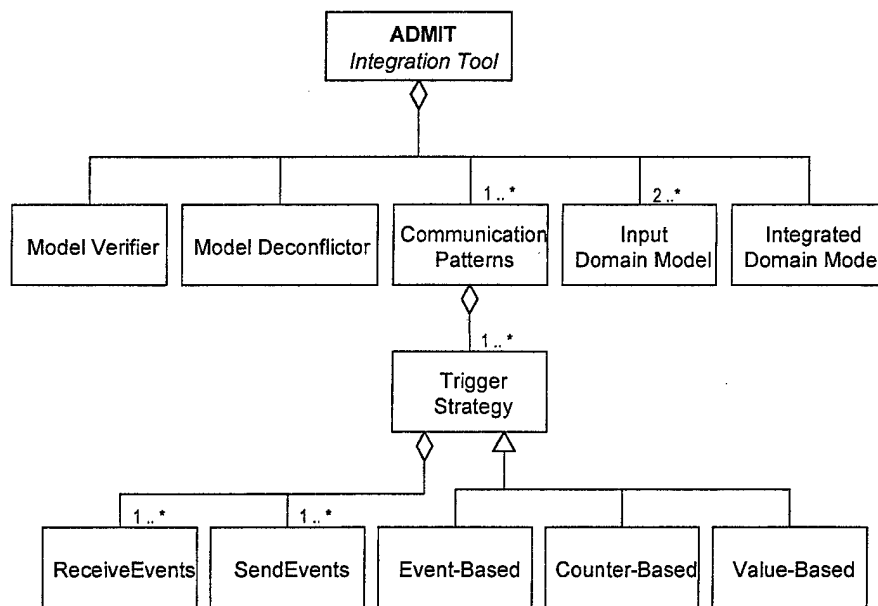 ADMIT
Integration Tool
1 .. *
2 .. *
Model Verifier
Model Deconflictor
Communication
Patterns
Input
Domain Model
Integrated
Domain Model
1 .. *
Trigger
Strategy
1 .. *
1 .. *
ReceiveEvents
SendEvents
Event-Based
Counter-Based
Value-Based